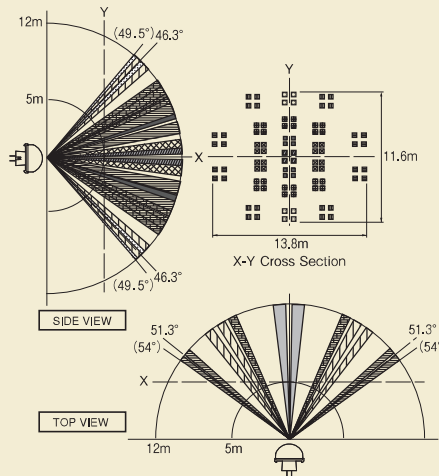 Y
12m
(49.5°) 46.3°
5m
Y
X
X
11.6m
13.8m
X-Y Cross Section
46.3°
(49.5°)
SIDE VIEW
51.3°
(54°)
51.3°
(54°)
X
TOP VIEW
12m
5m